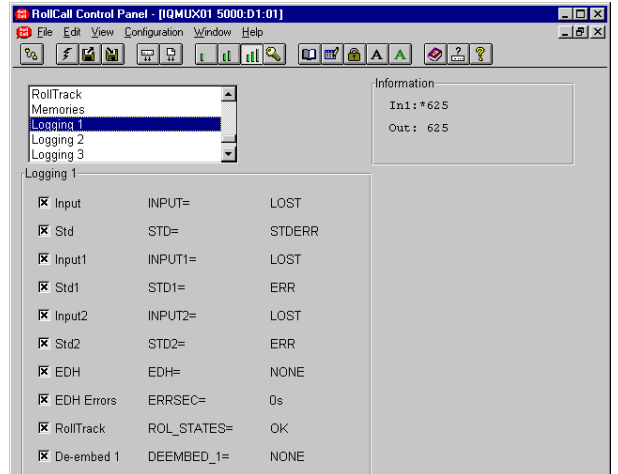 RollCall Control Panel - [IQMUX01 5000:D1:01]
File Edit View Configuration Window Help
A A
RollTrack
Memories
Logging 1
Logging 2
Logging 3
Information
In1:*625
Out: 625
Logging 1
Input INPUT= LOST
Std STD= STDERR
Input1 INPUT1= LOST
Std1 STD1= ERR
Input2 INPUT2= LOST
Std2 STD2= ERR
EDH EDH= NONE
EDH Errors ERRSEC= 0s
RollTrack ROL_STATES= OK
De-embed 1 DEEMBED_1= NONE